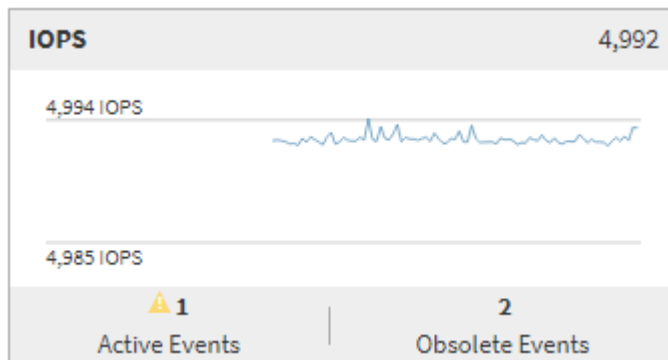 IOPS 4,992
4,994 IOPS
4,985 IOPS
1 2
Active Events Obsolete Events